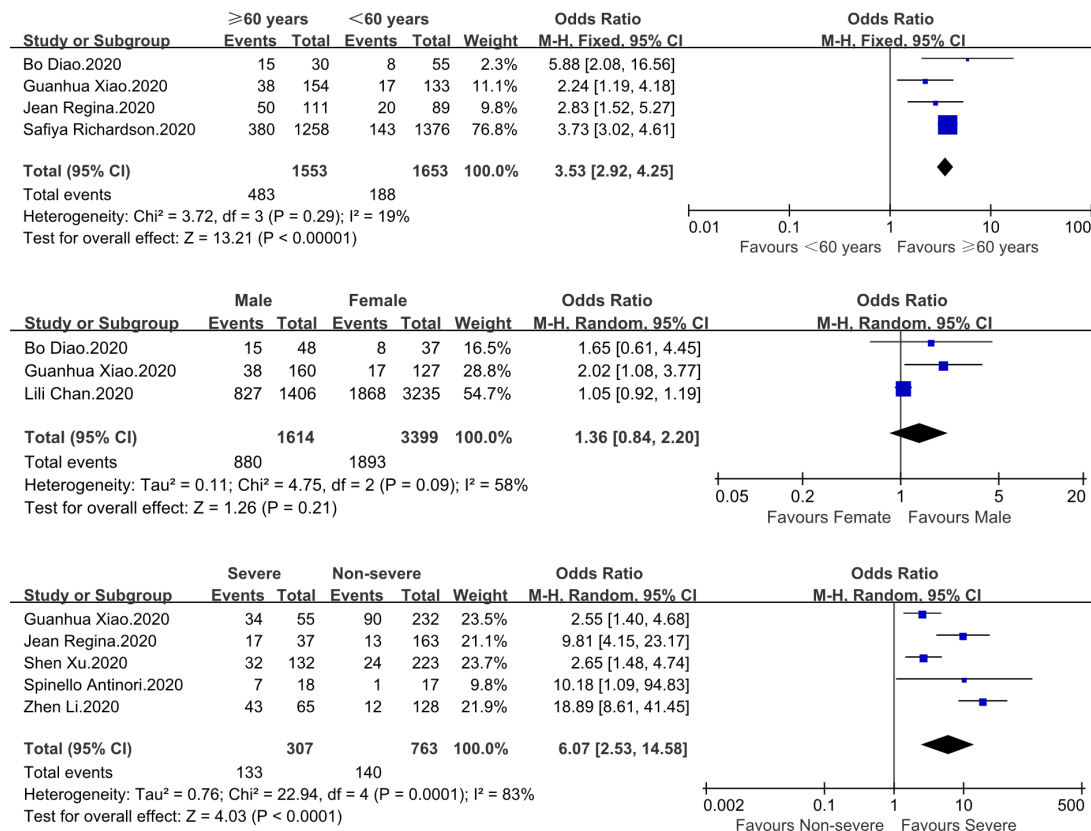 ≥60 years <60 years Odds Ratio Odds Ratio
Study or Subgroup Events Total Events Total Weight M-H, Fixed, 95% CI M-H, Fixed, 95% CI
Bo Diao.2020 15 30 8 55 2.3% 5.88 [2.08, 16.56]
Guanhua Xiao.2020 38 154 17 133 11.1% 2.24 [1.19, 4.18]
Jean Regina.2020 50 111 20 89 9.8% 2.83 [1.52, 5.27]
Safiya Richardson.2020 380 1258 143 1376 76.8% 3.73 [3.02, 4.61]
Total (95% CI) 1553 1653 100.0% 3.53 [2.92, 4.25]
Total events 483 188
Heterogeneity: Chi² = 3.72, df = 3 (P = 0.29); I² = 19%
Test for overall effect: Z = 13.21 (P < 0.00001)
0.01 0.1 1 10 100
Favours <60 years Favours ≥60 years
Male Female Odds Ratio Odds Ratio
Study or Subgroup Events Total Events Total Weight M-H, Random, 95% CI M-H, Random, 95% CI
Bo Diao.2020 15 48 8 37 16.5% 1.65 [0.61, 4.45]
Guanhua Xiao.2020 38 160 17 127 28.8% 2.02 [1.08, 3.77]
Lili Chan.2020 827 1406 1868 3235 54.7% 1.05 [0.92, 1.19]
Total (95% CI) 1614 3399 100.0% 1.36 [0.84, 2.20]
Total events 880 1893
Heterogeneity: Tau² = 0.11; Chi² = 4.75, df = 2 (P = 0.09); I² = 58%
Test for overall effect: Z = 1.26 (P = 0.21)
0.05 0.2 1 5 20
Favours Female Favours Male
Severe Non-severe Odds Ratio Odds Ratio
Study or Subgroup Events Total Events Total Weight M-H, Random, 95% CI M-H, Random, 95% CI
Guanhua Xiao.2020 34 55 90 232 23.5% 2.55 [1.40, 4.68]
Jean Regina.2020 17 37 13 163 21.1% 9.81 [4.15, 23.17]
Shen Xu.2020 32 132 24 223 23.7% 2.65 [1.48, 4.74]
Spinello Antinori.2020 7 18 1 17 9.8% 10.18 [1.09, 94.83]
Zhen Li.2020 43 65 12 128 21.9% 18.89 [8.61, 41.45]
Total (95% CI) 307 763 100.0% 6.07 [2.53, 14.58]
Total events 133 140
Heterogeneity: Tau² = 0.76; Chi² = 22.94, df = 4 (P = 0.0001); I² = 83%
Test for overall effect: Z = 4.03 (P < 0.0001)
0.002 0.1 1 10 500
Favours Non-severe Favours Severe